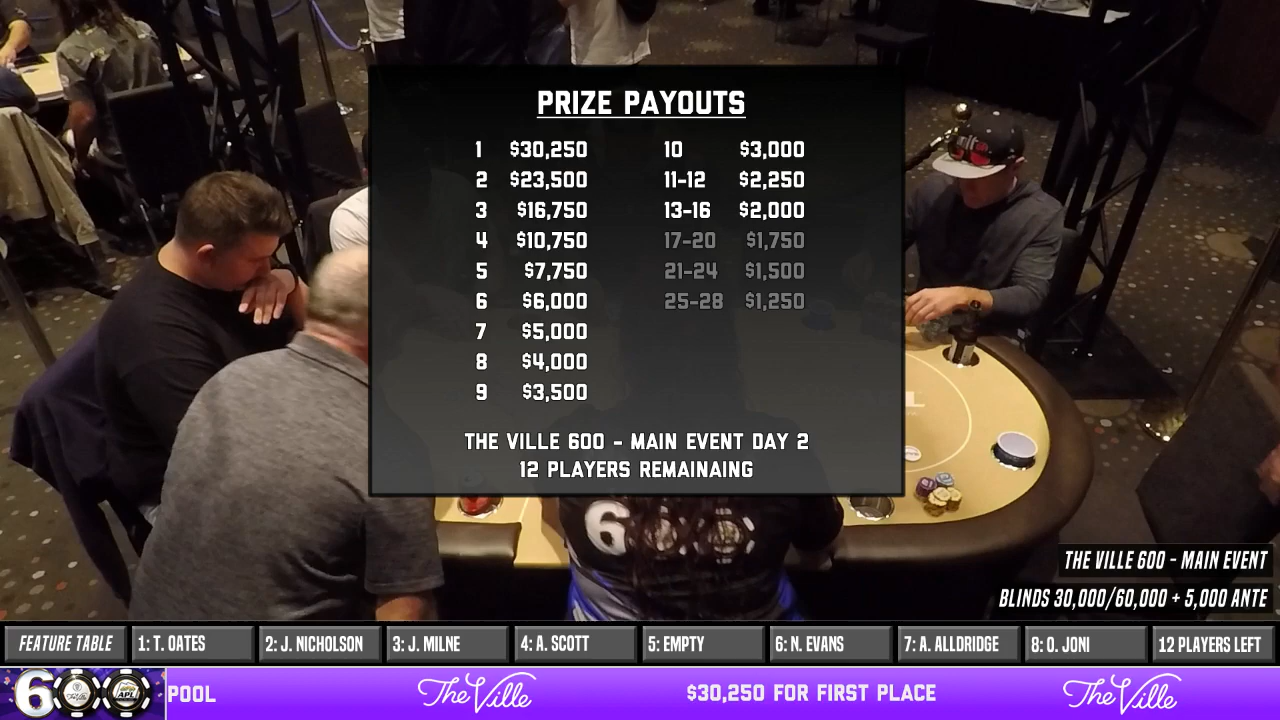 PRIZE PAYOUTS
1 $30,250
2 $23,500
3 $16,750
4 $10,750
5 $7,750
6 $6,000
7 $5,000
8 $4,000
9 $3,500
10 $3,000
11-12 $2,250
13-16 $2,000
17-20 $1,750
21-24 $1,500
25-28 $1,250
THE VILLE 600 - MAIN EVENT DAY 2
12 PLAYERS REMAINAING
6
THE VILLE 600 - MAIN EVENT
BLINDS 30,000/60,000 + 5,000 ANTE
FEATURE TABLE
1: T. OATES
2: J. NICHOLSON
3: J. MILNE
4: A. SCOTT
5: EMPTY
6: N. EVANS
7: A. ALLDRIDGE
8: O. JONI
12 PLAYERS LEFT
600 The Ville APL
POOL
The Ville
$30,250 FOR FIRST PLACE
The Ville